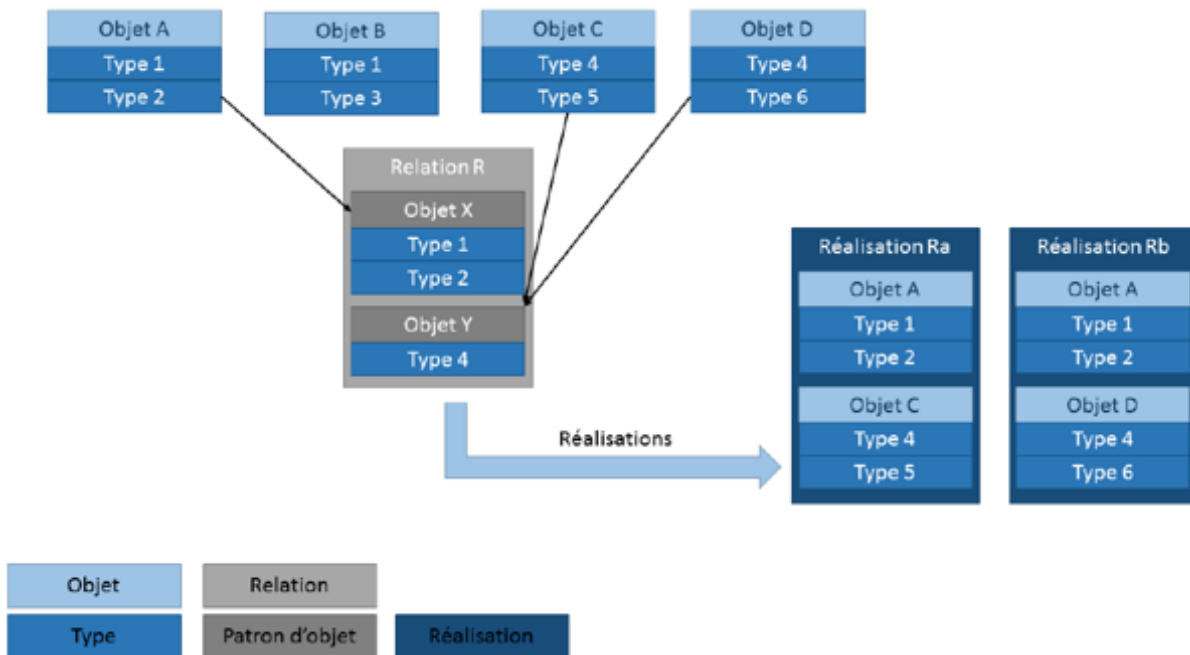 Objet A
Type 1
Type 2
Objet B
Type 1
Type 3
Objet C
Type 4
Type 5
Objet D
Type 4
Type 6
Relation R
Objet X
Type 1
Type 2
Objet Y
Type 4
Réalisations
Réalisation Ra
Objet A
Type 1
Type 2
Objet C
Type 4
Type 5
Réalisation Rb
Objet A
Type 1
Type 2
Objet D
Type 4
Type 6
Objet
Relation
Type
Patron d'objet
Réalisation